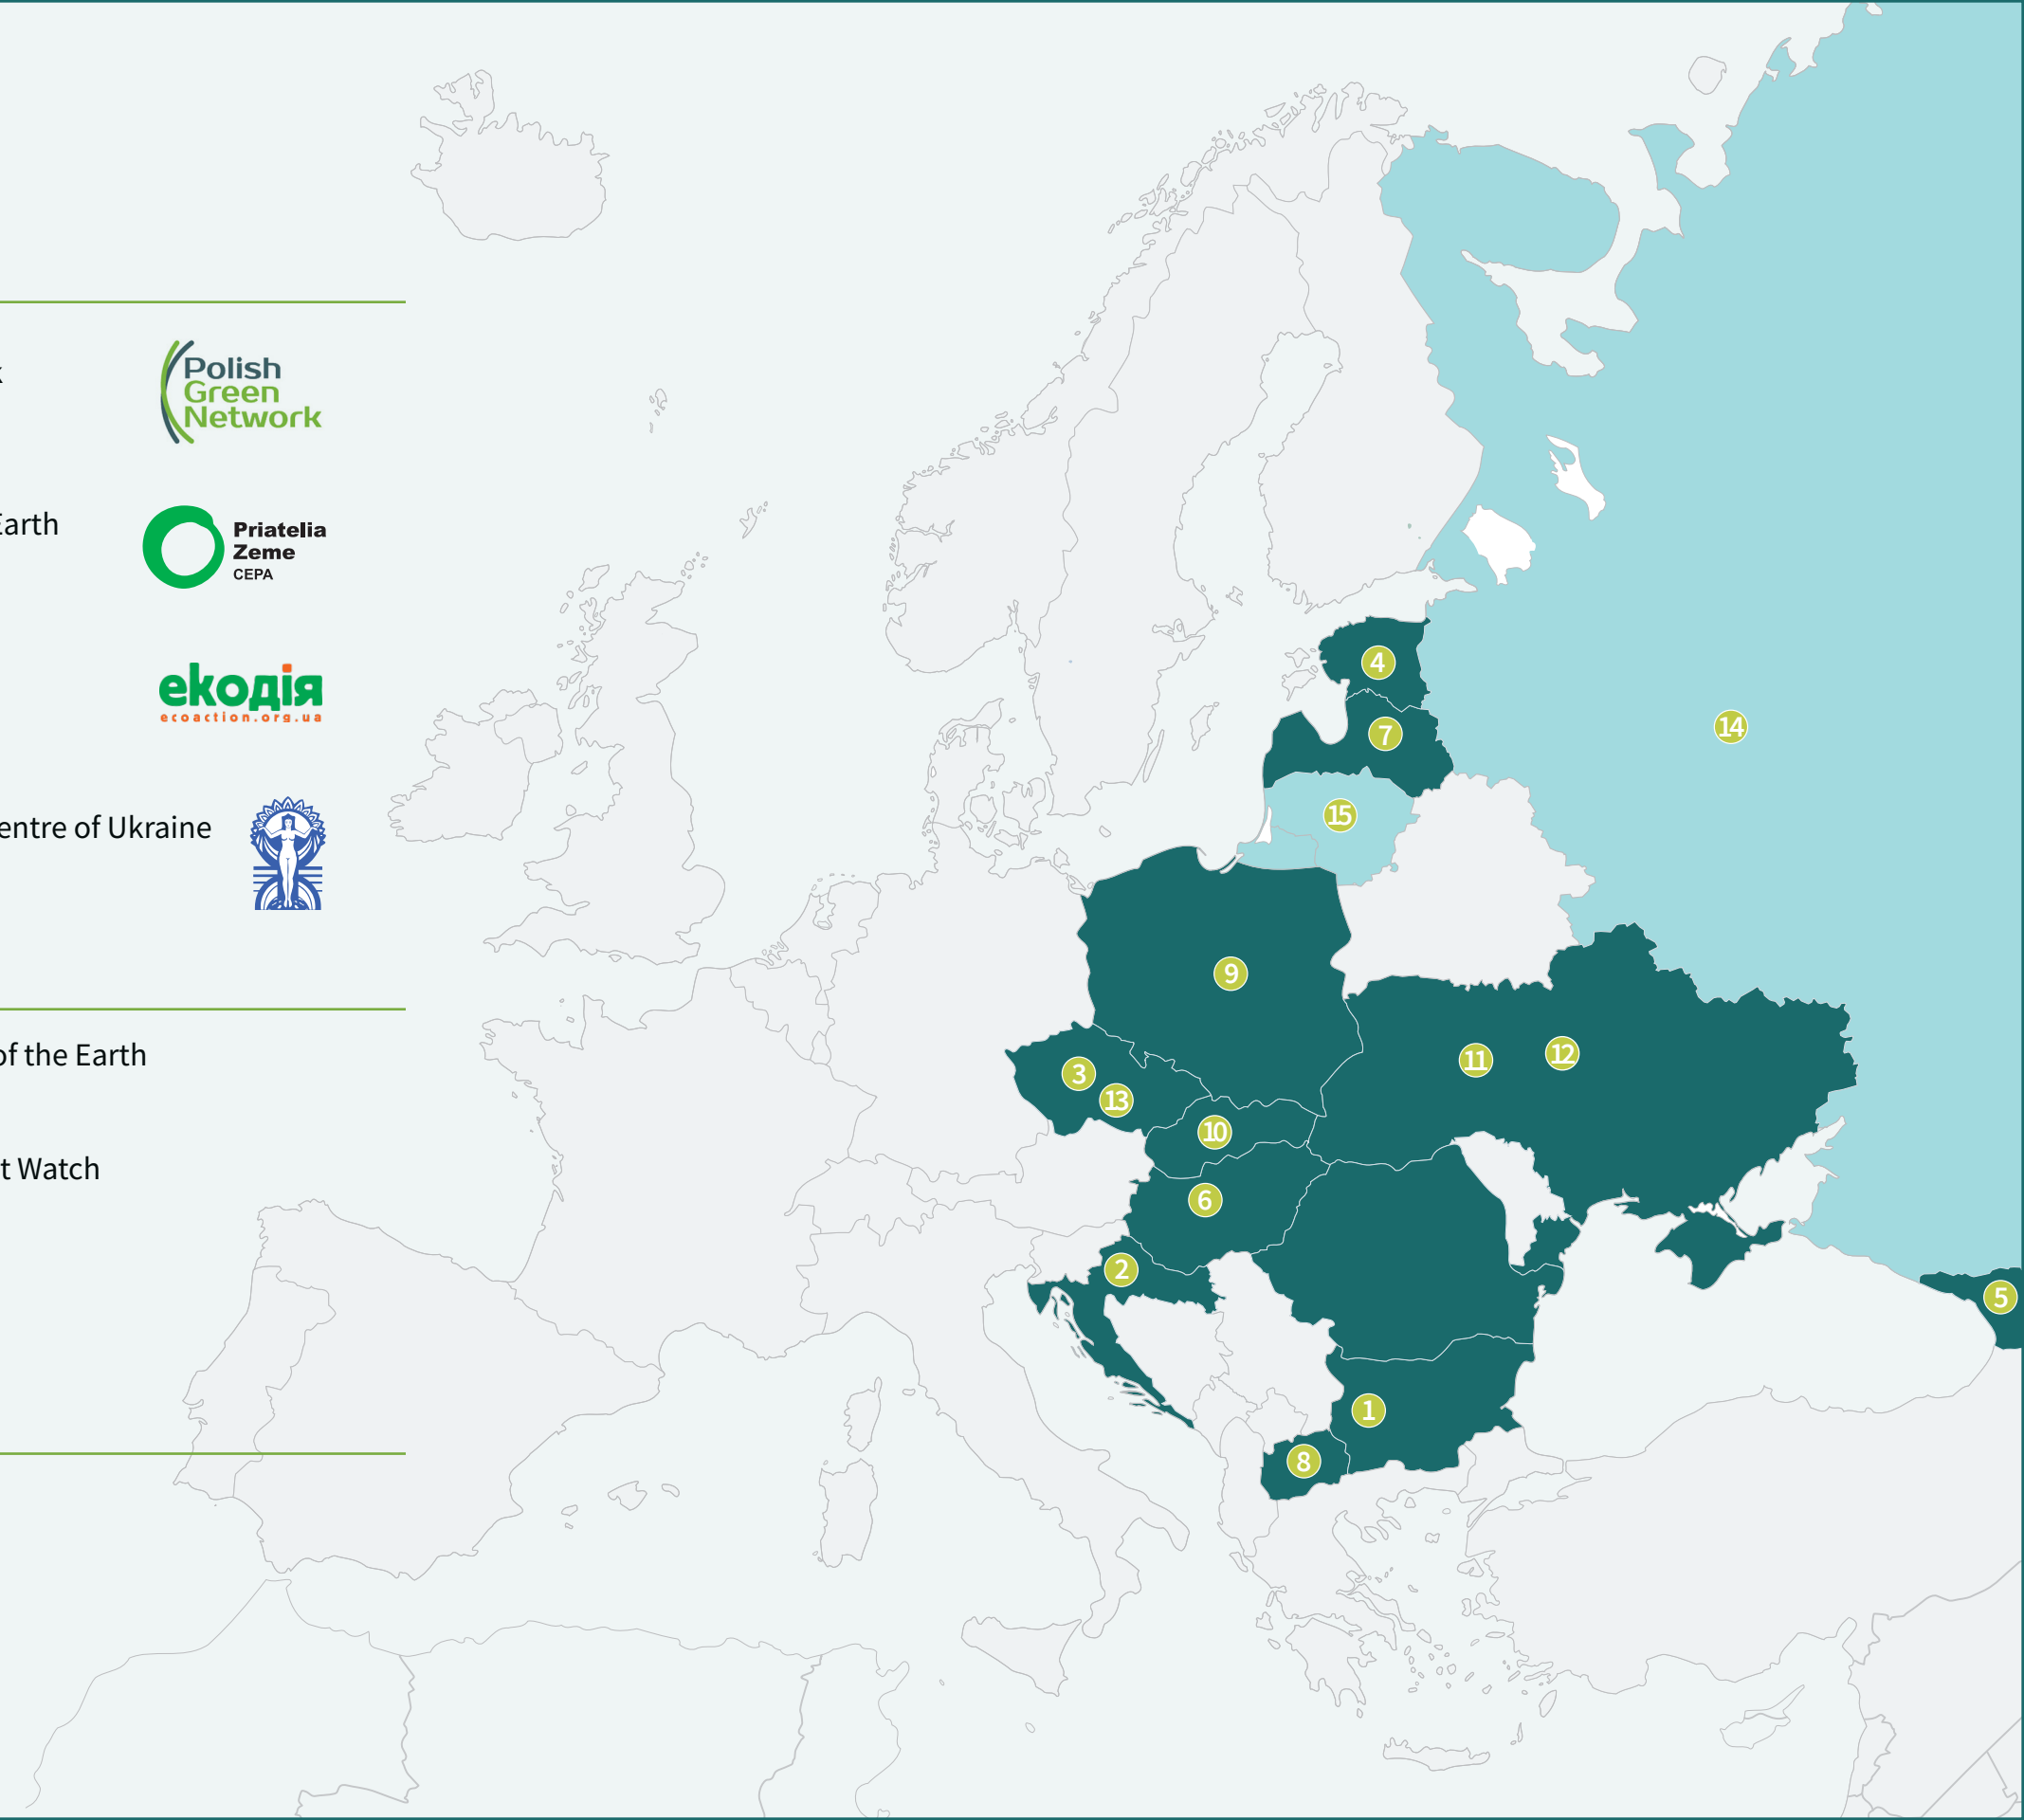 Polish
Green
Network
Earth
Priatelia
Zeme
CEPA
екодія
ecoaction.org.ua
entre of Ukraine
of the Earth
t Watch
4
7
14
15
9
11
12
3
13
10
6
2
5
1
8